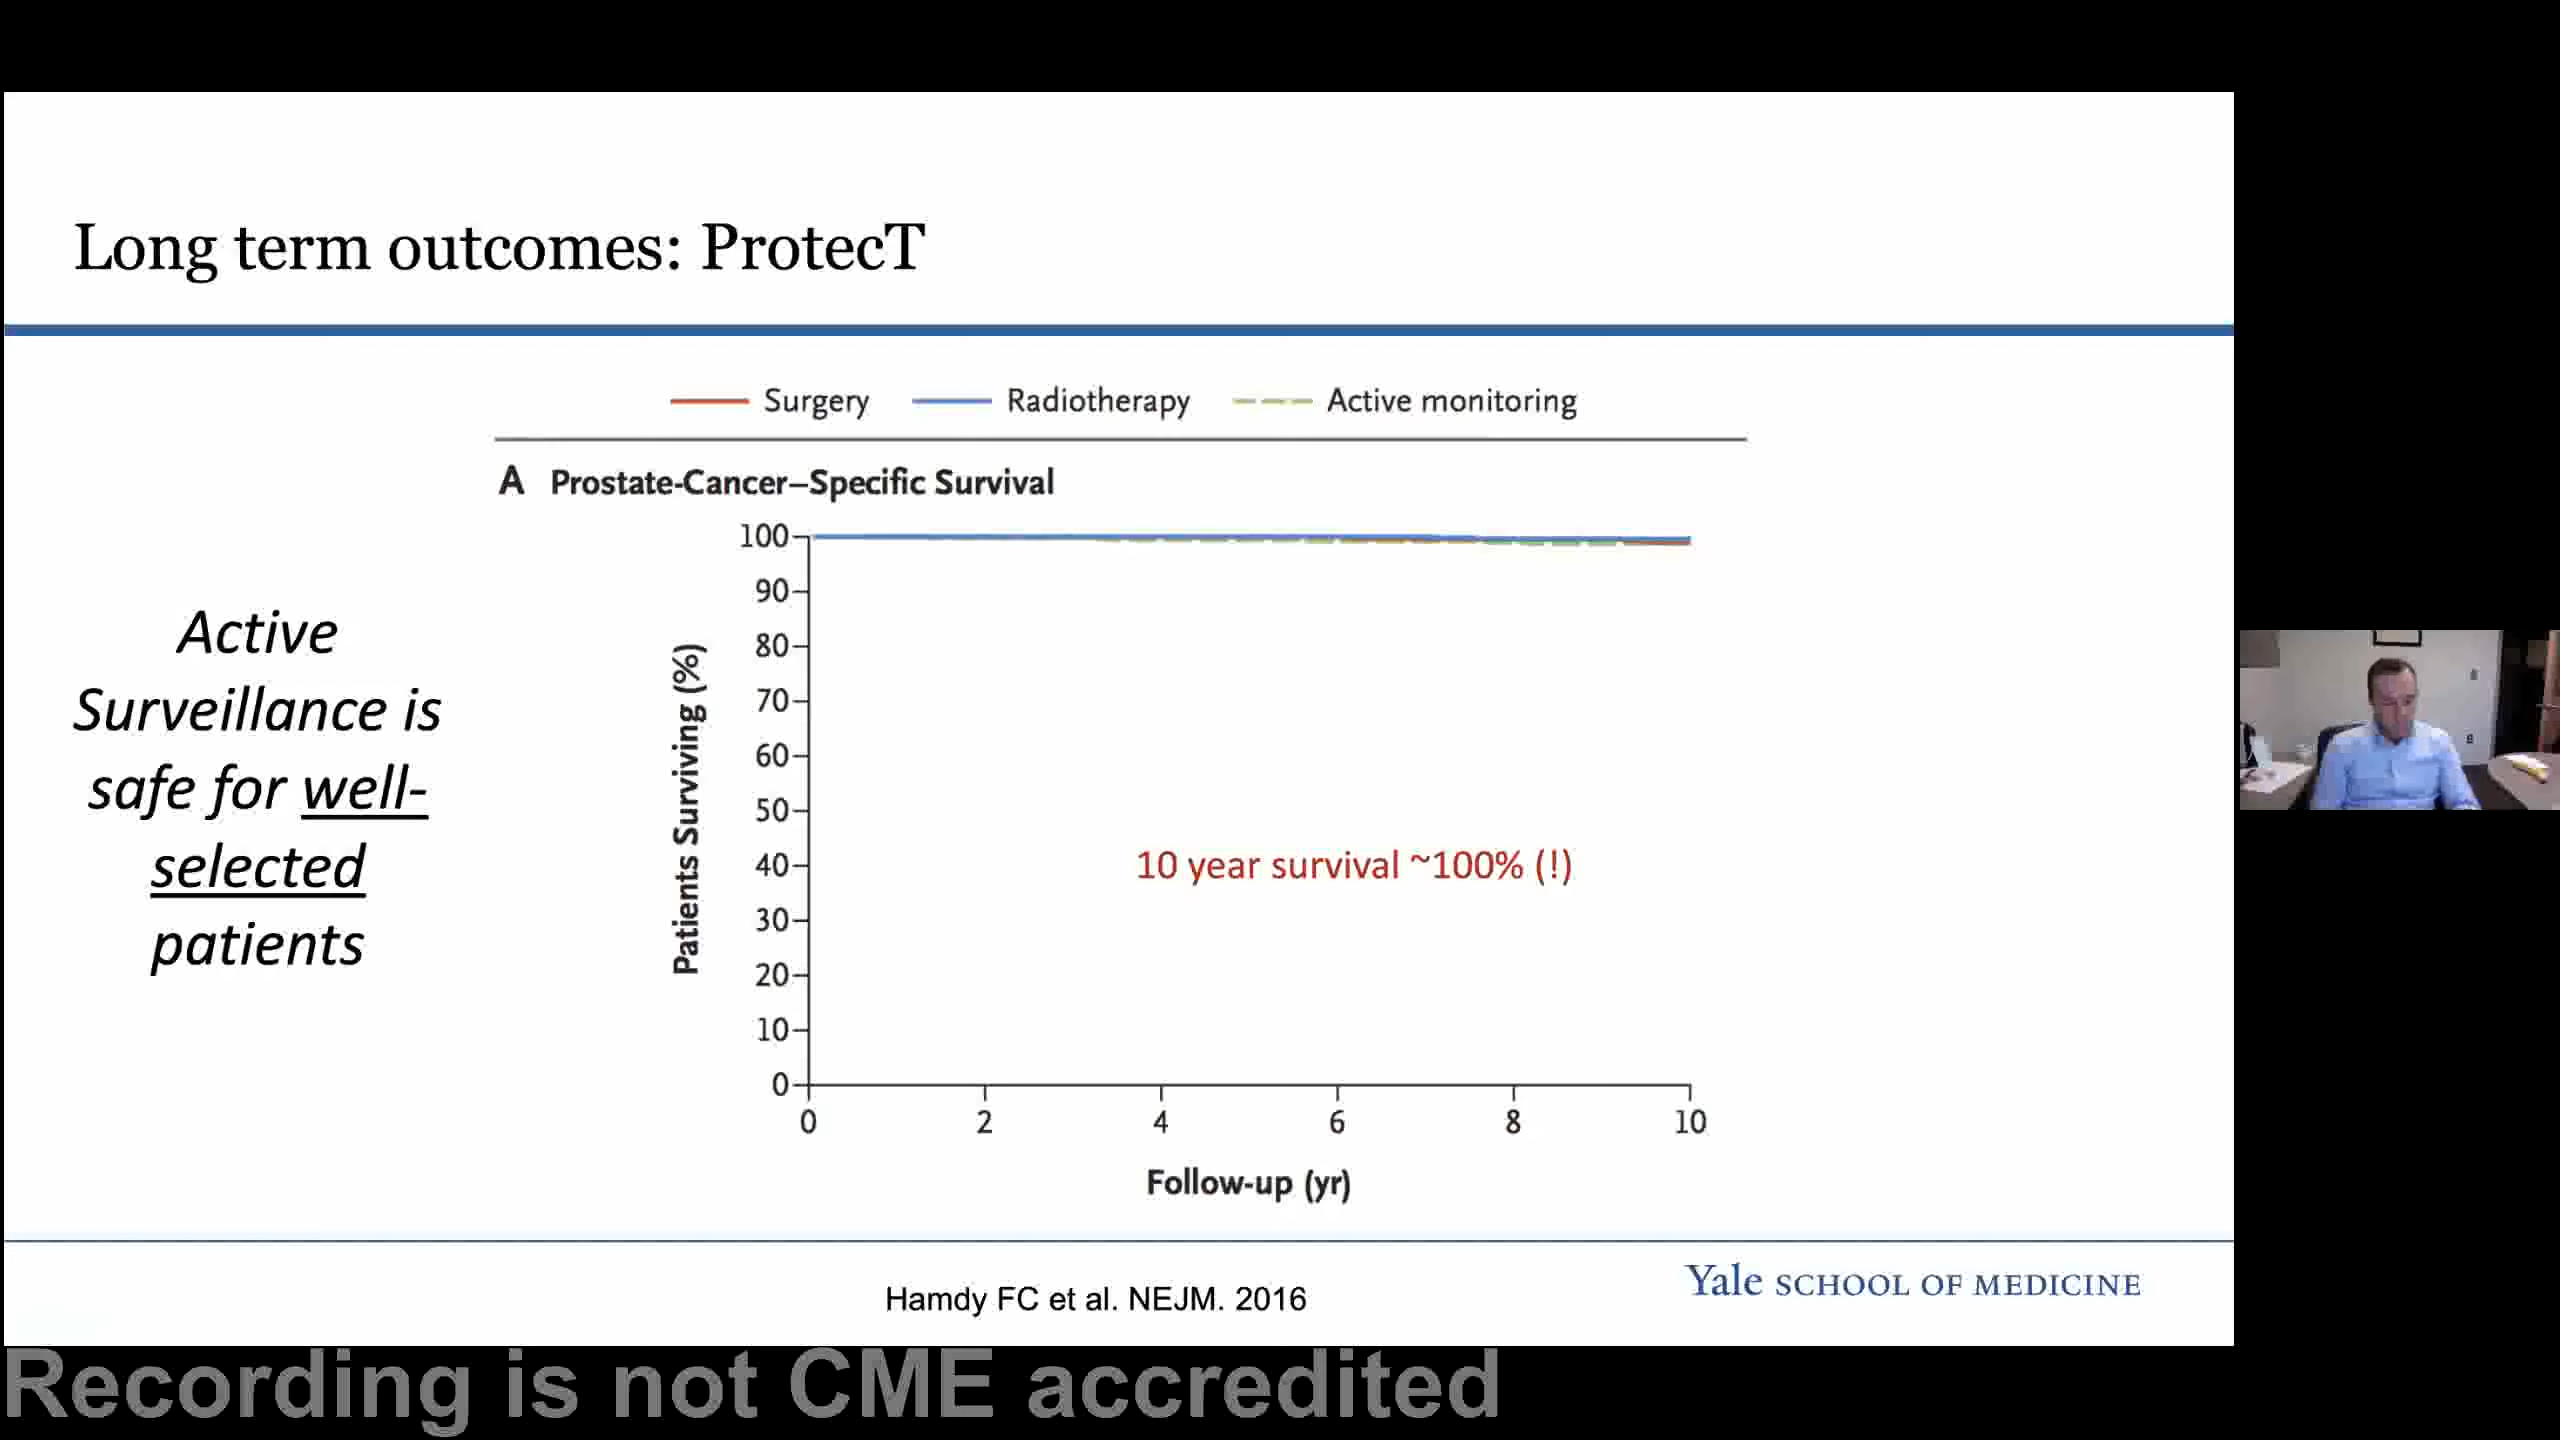 Long term outcomes: ProtecT
Surgery Radiotherapy Active monitoring
A Prostate-Cancer–Specific Survival
Active
Surveillance is
safe for well-
selected
patients
Patients Surviving (%)
100
90
80
70
60
50
40
30
20
10
0
10 year survival ~100% (!)
0 2 4 6 8 10
Follow-up (yr)
Hamdy FC et al. NEJM. 2016
Yale SCHOOL OF MEDICINE
Recording is not CME accredited